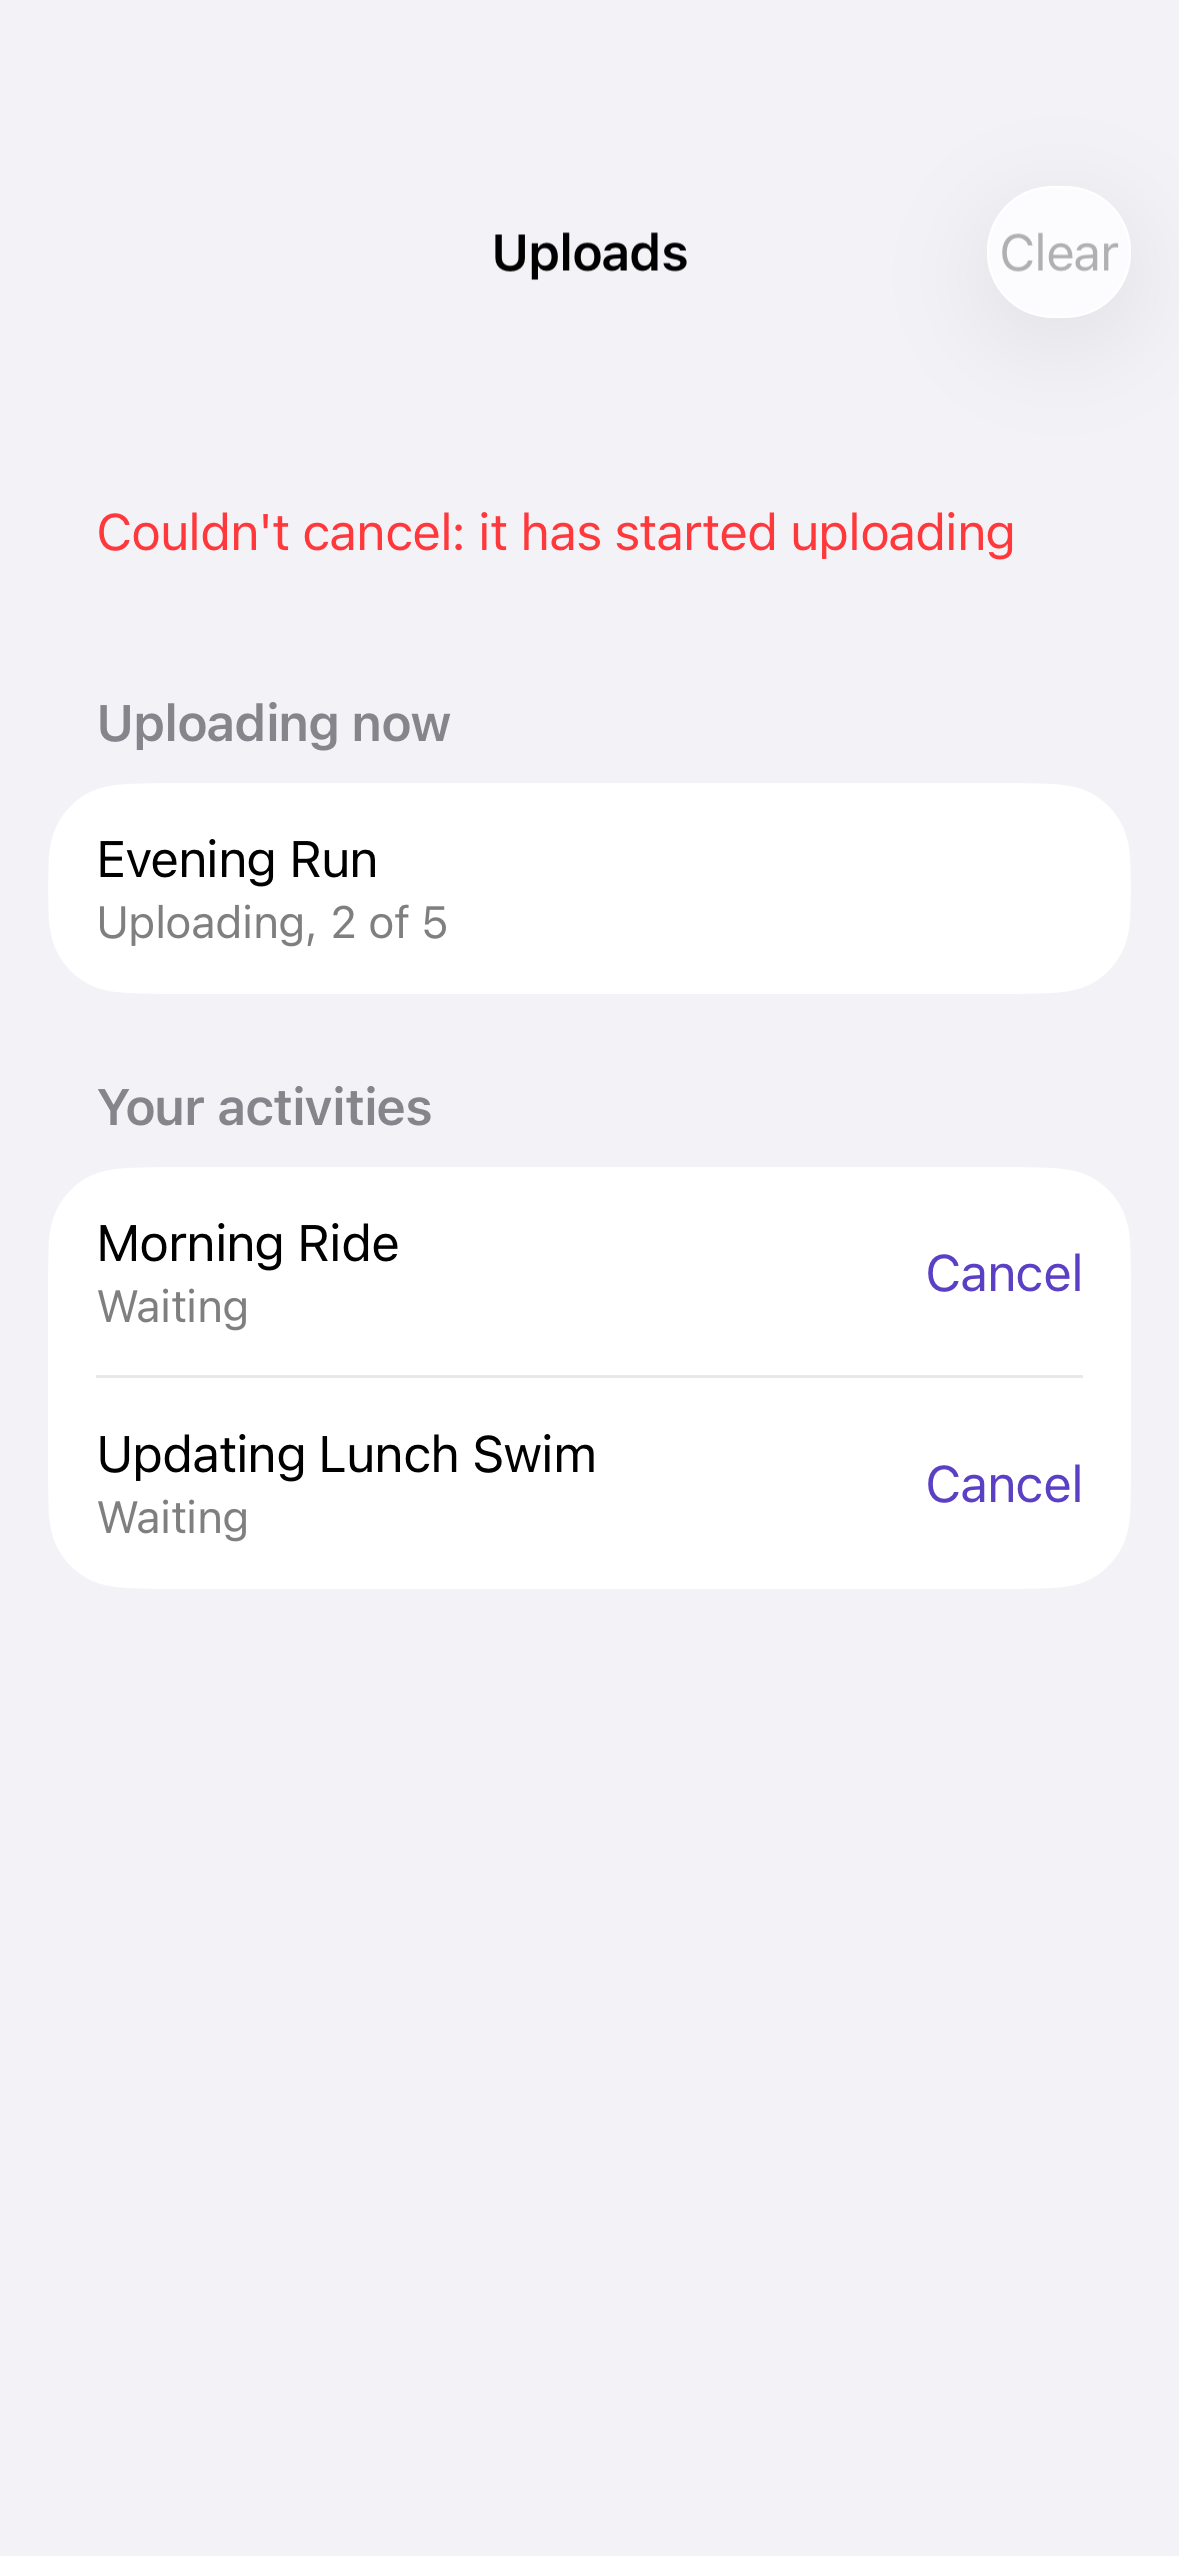 Uploads
Clear
Couldn't cancel: it has started uploading
Uploading now
Evening Run
Uploading, 2 of 5
Your activities
Morning Ride
Waiting
Cancel
Updating Lunch Swim
Waiting
Cancel